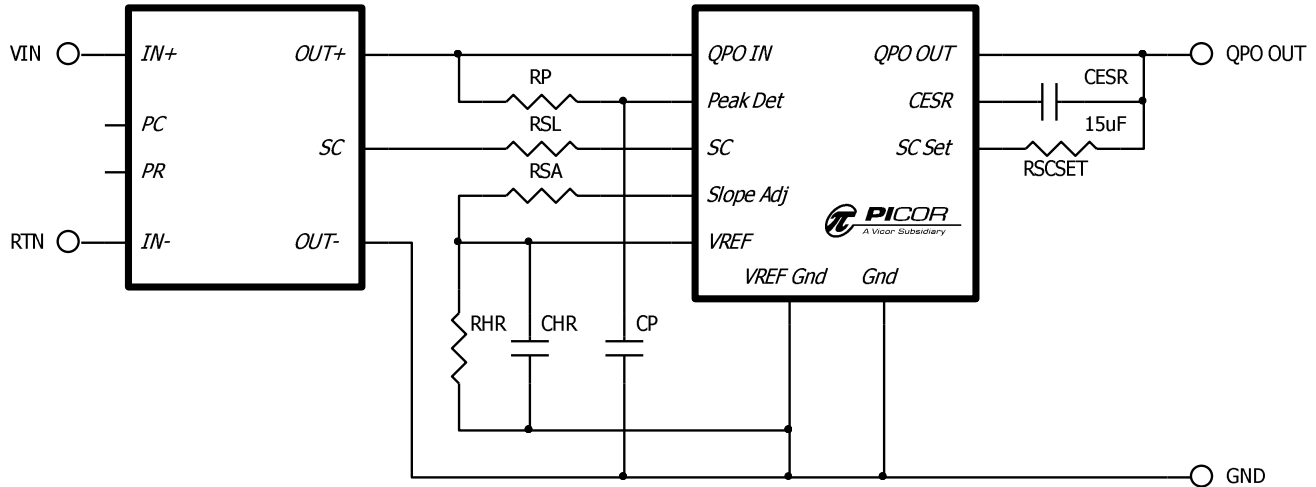 VIN
IN+
OUT+
QPO IN
QPO OUT
QPO OUT
RP
CESR
Peak Det
CESR
PC
RSL
15uF
SC
SC
SC Set
PR
RSA
RSCSET
Slope Adj
π PICOR
A Vicor Subsidiary
RTN
IN-
OUT-
VREF
VREF Gnd
Gnd
RHR
CHR
CP
GND